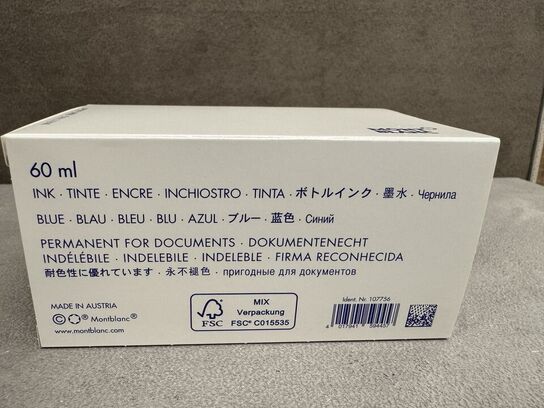 60 ml
INK · TINTE · ENCRE · INCHIOSTRO · TINTA · ボトルインク · 墨水 · Чернила
BLUE · BLAU · BLEU · BLU · AZUL · ブルー · 蓝色 · Синий
PERMANENT FOR DOCUMENTS · DOKUMENTENECHT
INDÉLÉBILE · INDELEBILE · INDELEBLE · FIRMA RECONHECIDA
耐色性に優れています · 永不褪色 · пригодные для документов
MADE IN AUSTRIA
© ® Montblanc®
www.montblanc.com
FSC
MIX
Verpackung
FSC® C015535
Ident. Nr. 107756